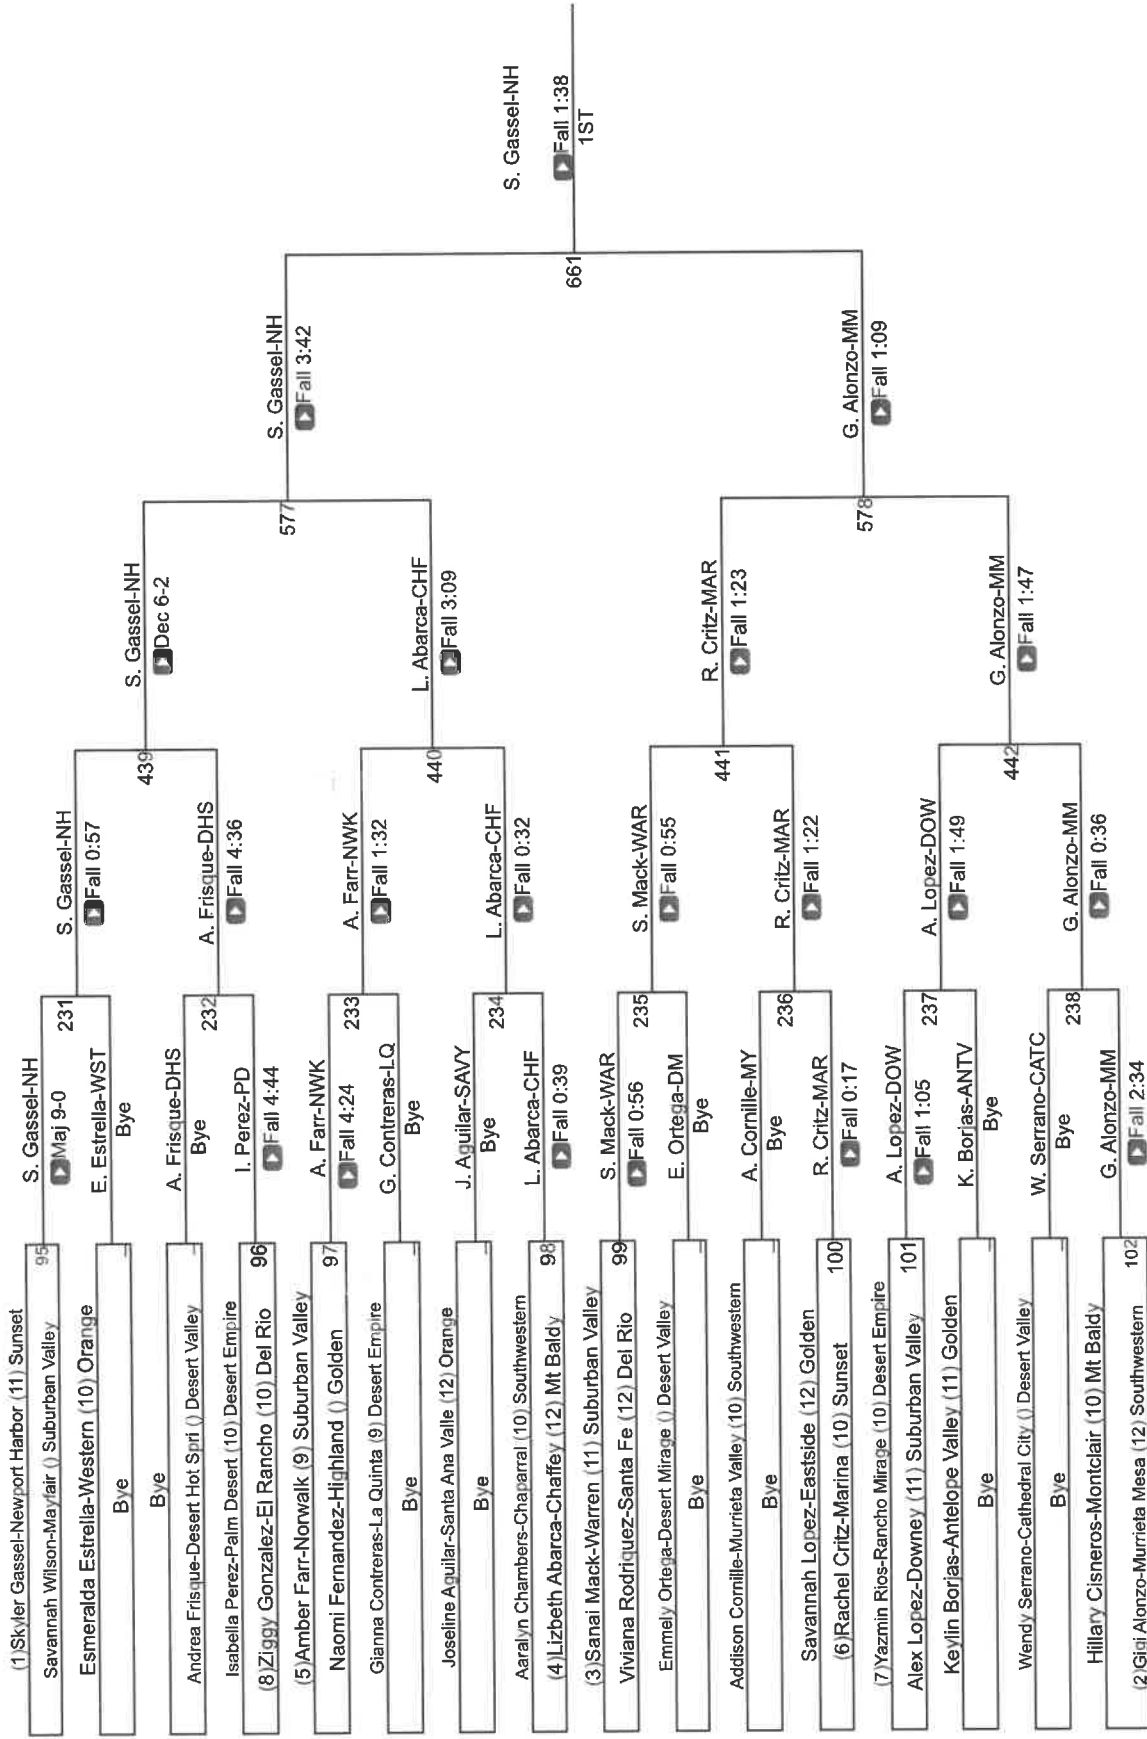 (1)Skyler Gassel-Newport Harbor (11) Sunset
95
Savannah Wilson-Mayfair () Suburban Valley
Esmeralda Estrella-Western (10) Orange
Bye
Bye
Andrea Frisque-Desert Hot Spri () Desert Valley
Isabella Perez-Palm Desert (10) Desert Empire
96
(8)Ziggy Gonzalez-El Rancho (10) Del Rio
(5)Amber Farr-Norwalk (9) Suburban Valley
97
Naomi Fernandez-Highland () Golden
Gianna Contreras-La Quinta (9) Desert Empire
Bye
Joseline Aguilar-Santa Ana Valle (12) Orange
Bye
Aaralyn Chambers-Chaparral (10) Southwestern
98
(4)Lizbeth Abarca-Chaffey (12) Mt Baldy
(3)Sanai Mack-Warren (11) Suburban Valley
99
Viviana Rodriquez-Santa Fe (12) Del Rio
Enmely Ortega-Desert Mirage () Desert Valley
Bye
Addison Cornille-Murrieta Valley (10) Southwestern
Bye
Savannah Lopez-Eastside (12) Golden
100
(6)Rachel Critz-Marina (10) Sunset
(7)Yazmin Rios-Rancho Mirage (10) Desert Empire
101
Alex Lopez-Downey (11) Suburban Valley
Keylin Borjas-Antelope Valley (11) Golden
Bye
Wendy Serrano-Cathedral City () Desert Valley
Bye
Hillary Cisneros-Montclair (10) Mt Baldy
102
(2)Gigi Alonzo-Murrieta Mesa (12) Southwestern
S. Gassel-NH
Maj 9-0
231
E. Estrella-WST
Bye
A. Frisque-DHS
Bye
232
I. Perez-PD
Fall 4:44
A. Farr-NWK
Fall 4:24
233
G. Contreras-LQ
Bye
J. Aguilar-SAVY
Bye
234
L. Abarca-CHF
Fall 0:39
S. Mack-WAR
Fall 0:56
235
E. Ortega-DM
Bye
A. Cornille-MY
Bye
236
R. Critz-MAR
Fall 0:17
A. Lopez-DOW
Fall 1:05
237
K. Borjas-ANTV
Bye
W. Serrano-CATC
Bye
238
G. Alonzo-MM
Fall 2:34
S. Gassel-NH
Fall 0:57
439
A. Frisque-DHS
Fall 4:36
A. Farr-NWK
Fall 1:32
440
L. Abarca-CHF
Fall 0:32
S. Mack-WAR
Fall 0:55
441
R. Critz-MAR
Fall 1:22
A. Lopez-DOW
Fall 1:49
442
G. Alonzo-MM
Fall 0:36
S. Gassel-NH
Dec 6-2
577
L. Abarca-CHF
Fall 3:09
R. Critz-MAR
Fall 1:23
578
G. Alonzo-MM
Fall 1:47
S. Gassel-NH
Fall 3:42
661
G. Alonzo-MM
Fall 1:09
S. Gassel-NH
Fall 1:38
1ST